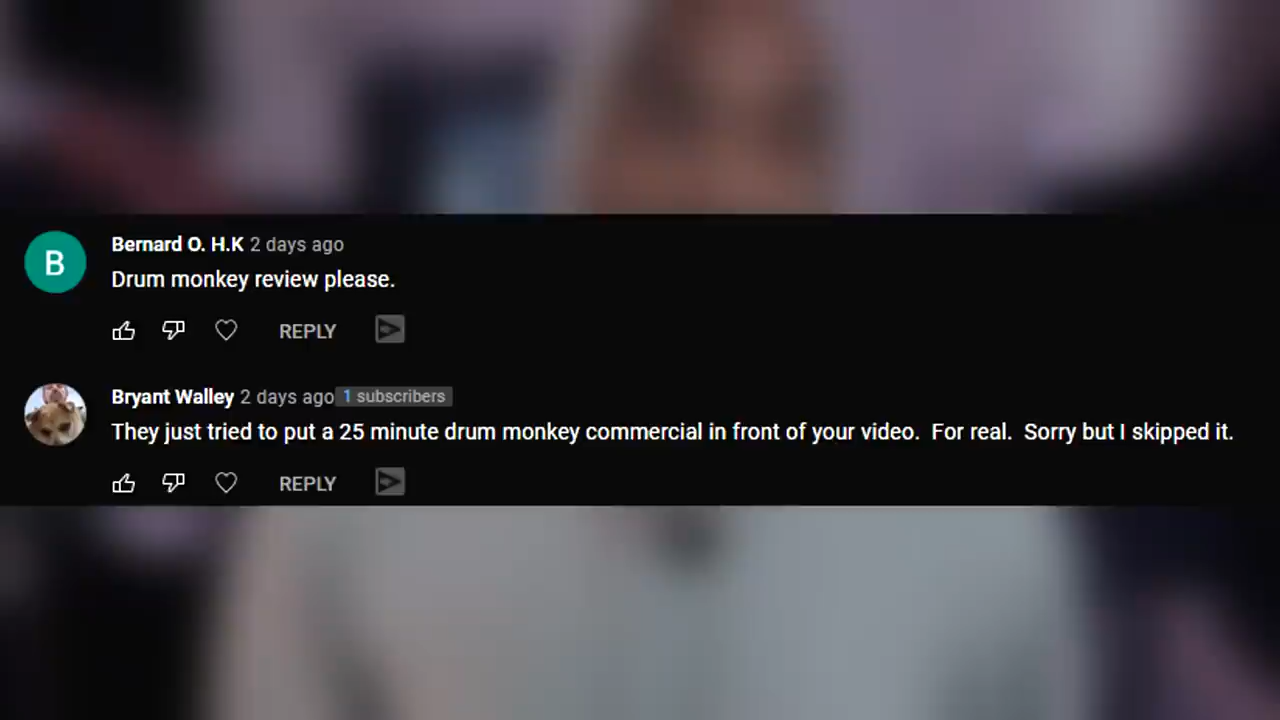 B
Bernard O. H.K 2 days ago
Drum monkey review please.
REPLY
Bryant Walley 2 days ago 1 subscribers
They just tried to put a 25 minute drum monkey commercial in front of your video.  For real.  Sorry but I skipped it.
REPLY